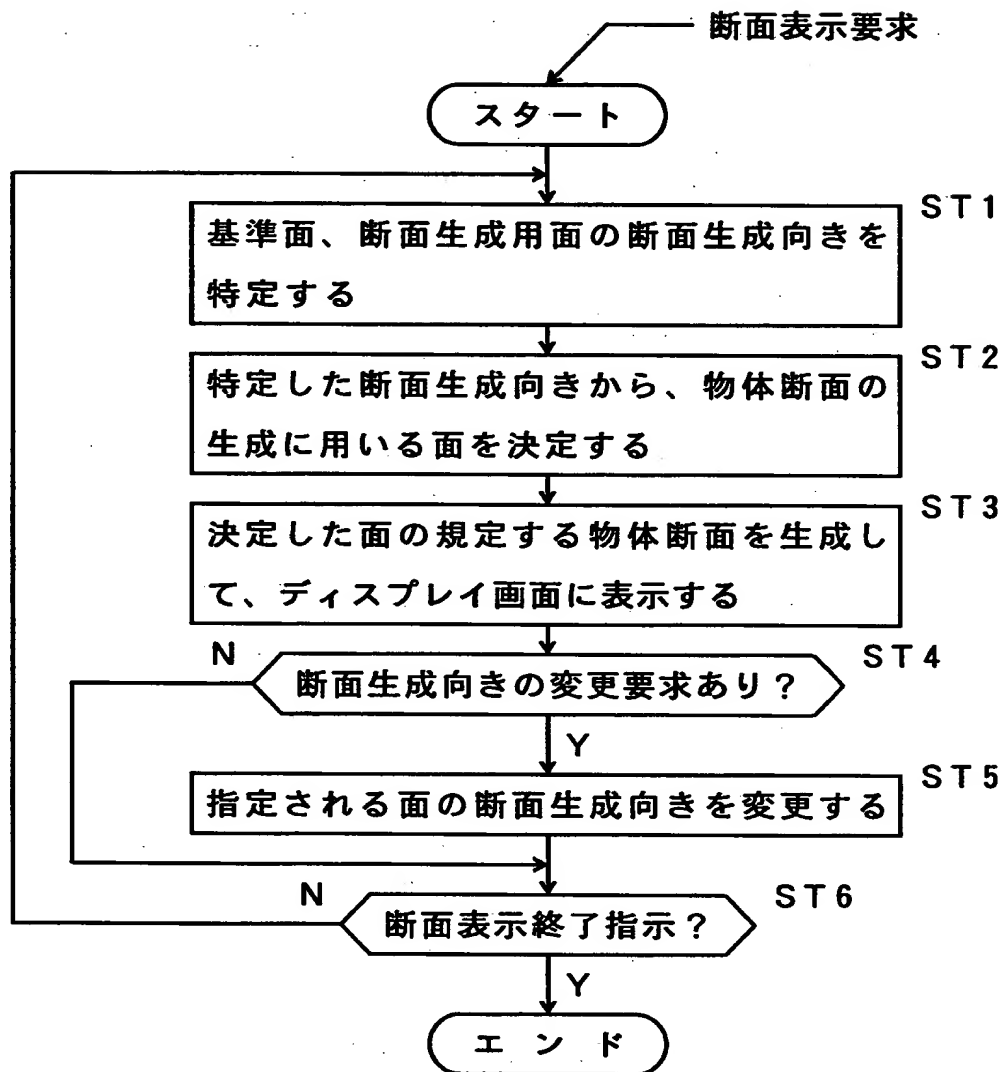 断面表示要求
スタート
ST1
基準面、断面生成用面の断面生成向きを
特定する
ST2
特定した断面生成向きから、物体断面の
生成に用いる面を決定する
ST3
決定した面の規定する物体断面を生成し
て、ディスプレイ画面に表示する
N
ST4
断面生成向きの変更要求あり？
Y
ST5
指定される面の断面生成向きを変更する
N
ST6
断面表示終了指示？
Y
エンド